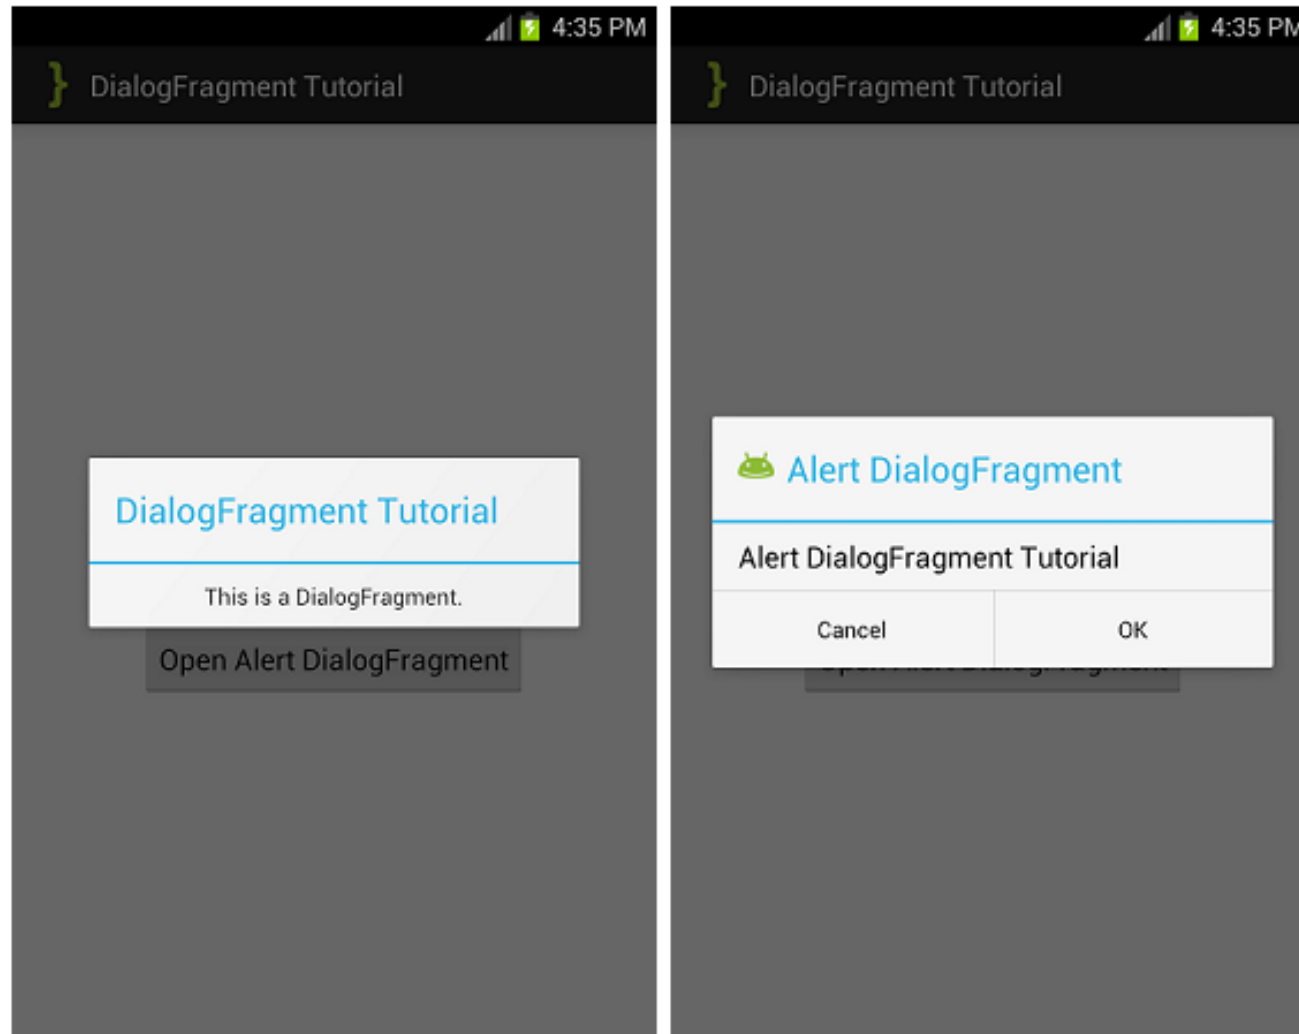 4:35 PM
} DialogFragment Tutorial
DialogFragment Tutorial
This is a DialogFragment.
Open Alert DialogFragment
4:35 PM
} DialogFragment Tutorial
Alert DialogFragment
Alert DialogFragment Tutorial
Cancel OK